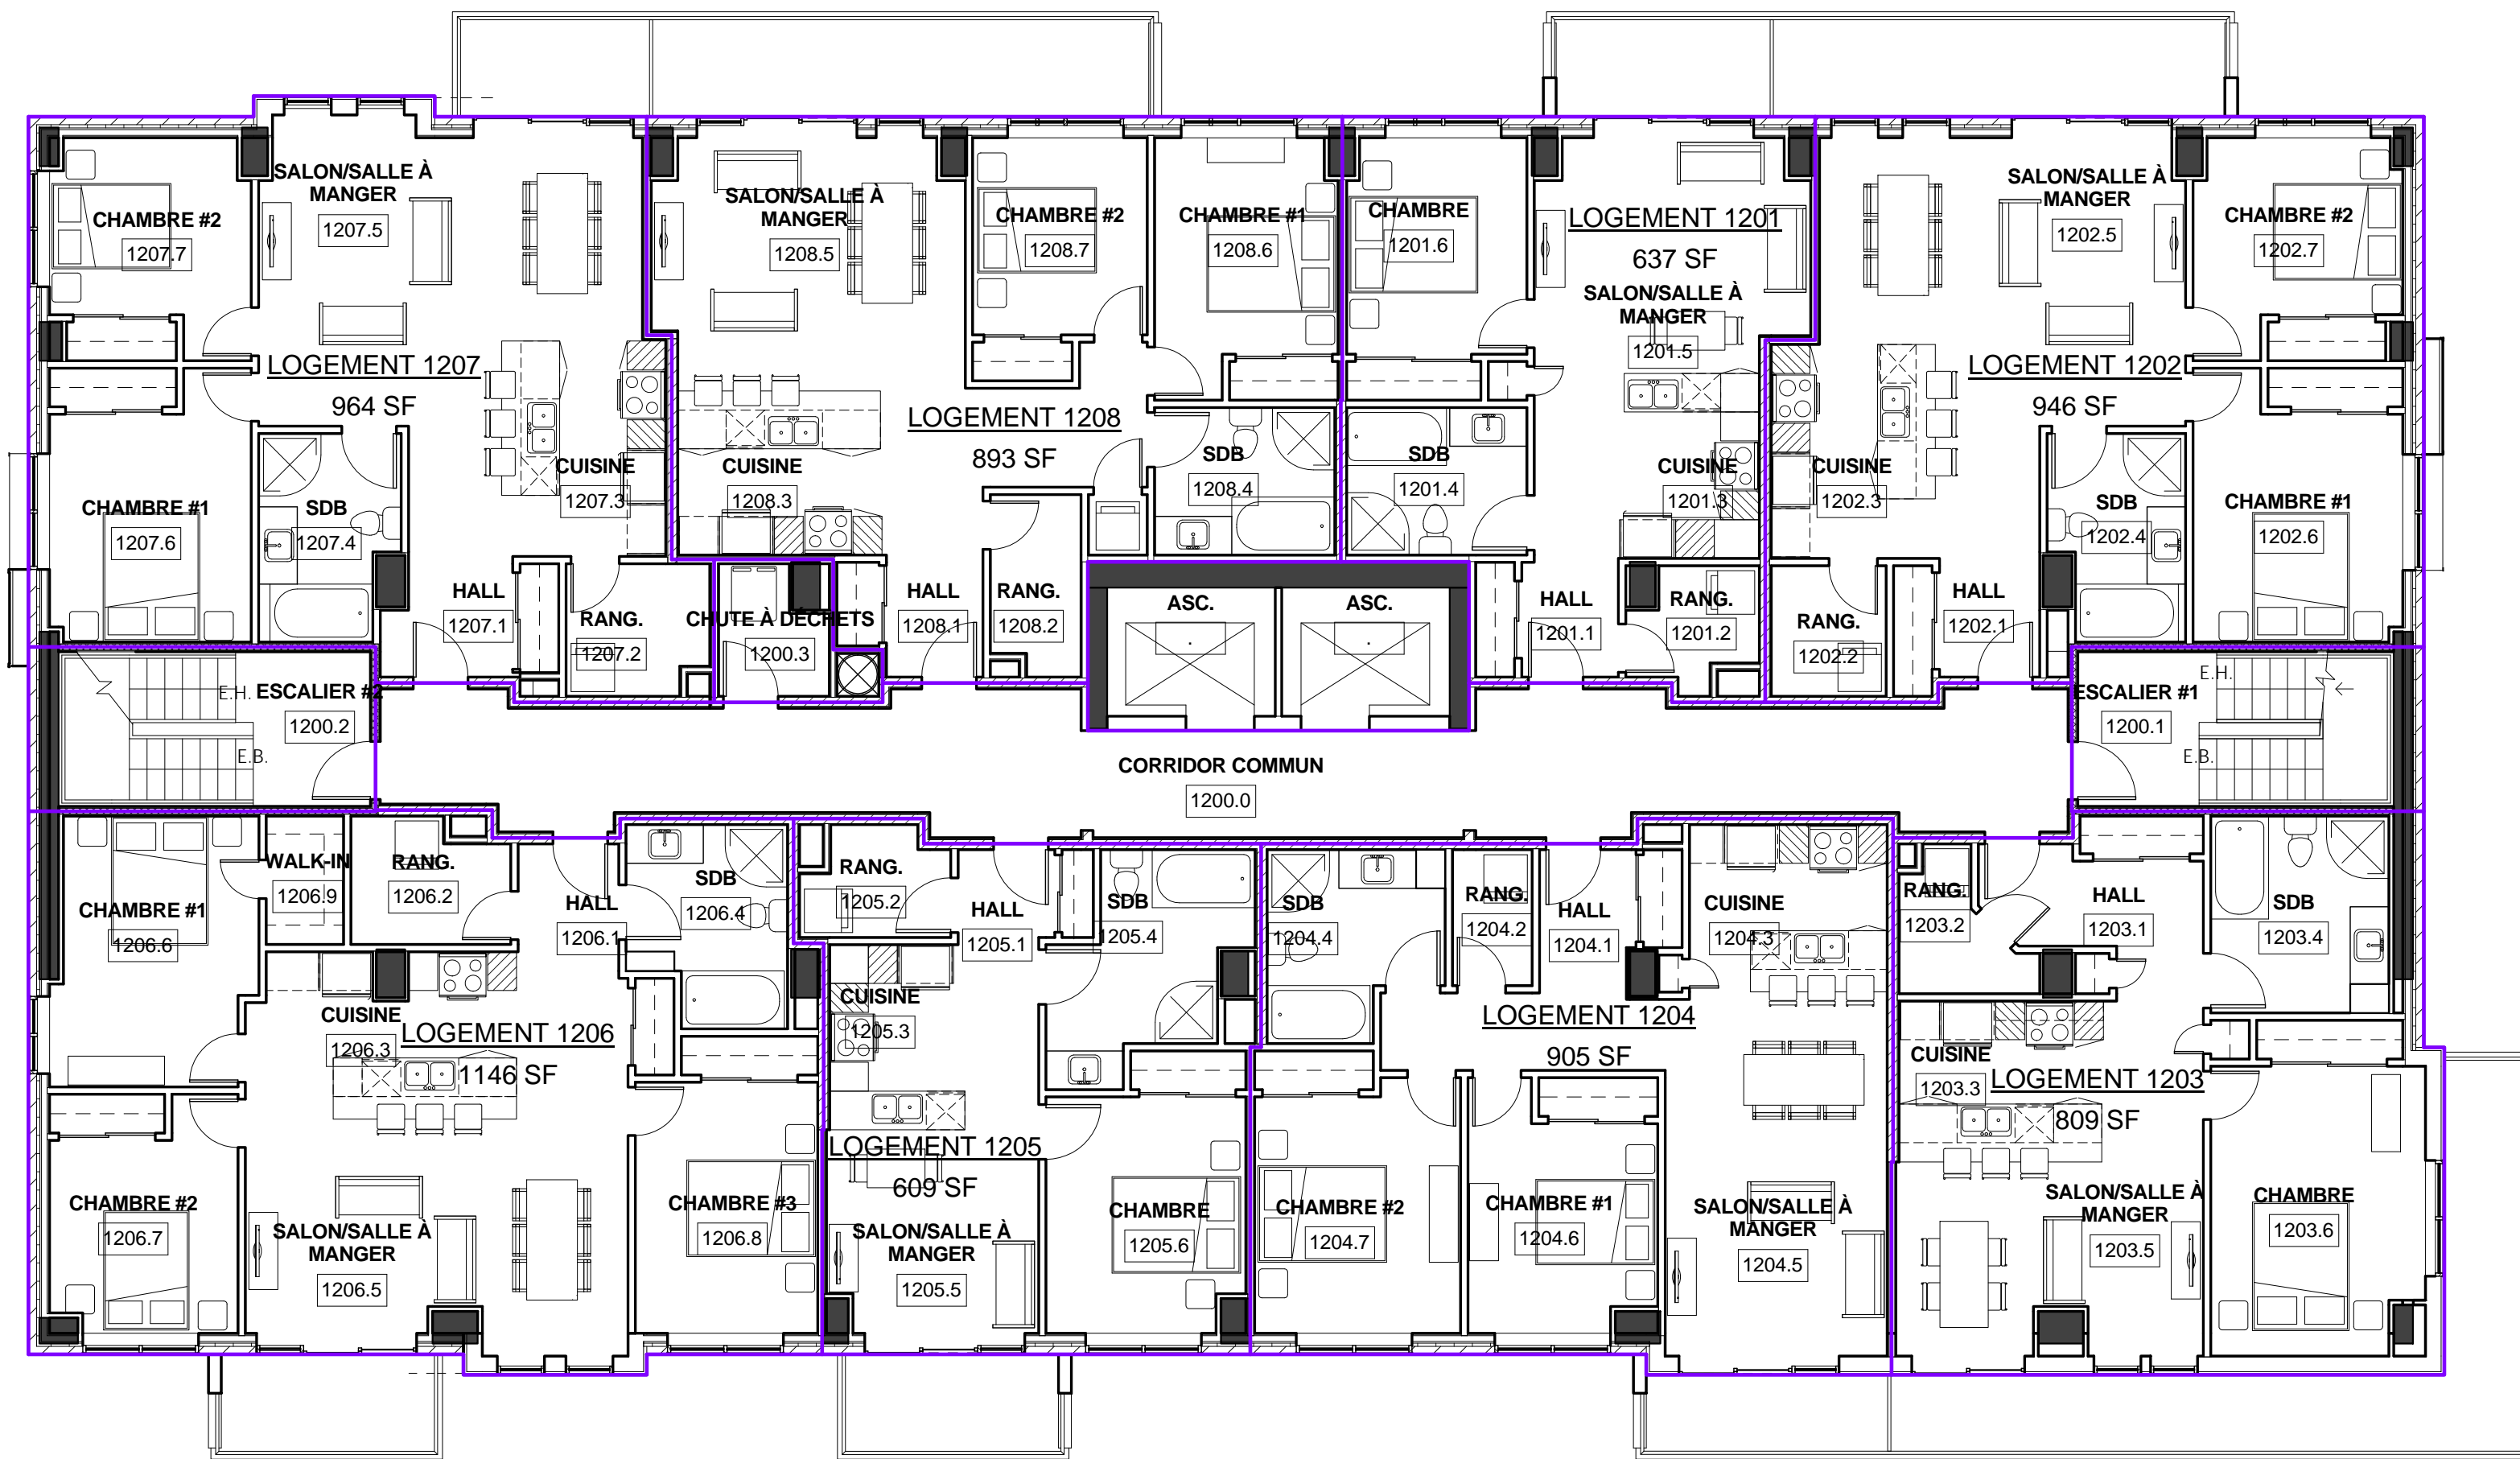 SALON/SALLE À
MANGER
1207.5
CHAMBRE #2
1207.7
LOGEMENT 1207
964 SF
CUISINE
1207.3
CHAMBRE #1
1207.6
SDB
1207.4
HALL
1207.1
RANG.
1207.2
SALON/SALLE À
MANGER
1208.5
CHAMBRE #2
1208.7
CHAMBRE #1
1208.6
LOGEMENT 1208
893 SF
CUISINE
1208.3
SDB
1208.4
HALL
1208.1
RANG.
1208.2
CHUTE À DÉCHETS
1200.3
ASC.
ASC.
CHAMBRE
1201.6
LOGEMENT 1201
637 SF
SALON/SALLE À
MANGER
1201.5
SDB
1201.4
CUISINE
1201.3
HALL
1201.1
RANG.
1201.2
SALON/SALLE À
MANGER
1202.5
CHAMBRE #2
1202.7
LOGEMENT 1202
946 SF
CUISINE
1202.3
SDB
1202.4
CHAMBRE #1
1202.6
RANG.
1202.2
HALL
1202.1
E.H.
ESCALIER #2
1200.2
E.B.
CORRIDOR COMMUN
1200.0
ESCALIER #1
1200.1
E.H.
E.B.
CHAMBRE #1
1206.6
WALK-IN
1206.9
RANG.
1206.2
HALL
1206.1
SDB
1206.4
CUISINE
1206.3
LOGEMENT 1206
1146 SF
CHAMBRE #2
1206.7
SALON/SALLE À
MANGER
1206.5
CHAMBRE #3
1206.8
RANG.
1205.2
HALL
1205.1
SDB
1205.4
CUISINE
1205.3
LOGEMENT 1205
609 SF
SALON/SALLE À
MANGER
1205.5
CHAMBRE
1205.6
SDB
1204.4
RANG.
1204.2
HALL
1204.1
CUISINE
1204.3
LOGEMENT 1204
905 SF
CHAMBRE #2
1204.7
CHAMBRE #1
1204.6
SALON/SALLE À
MANGER
1204.5
RANG.
1203.2
HALL
1203.1
SDB
1203.4
CUISINE
1203.3
LOGEMENT 1203
809 SF
SALON/SALLE À
MANGER
1203.5
CHAMBRE
1203.6